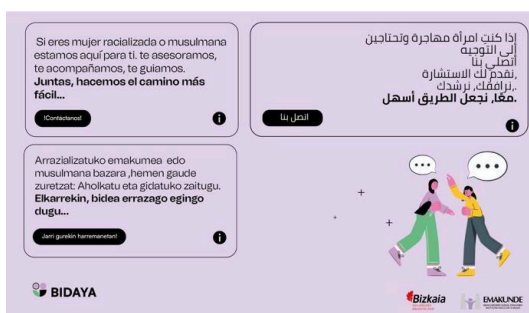 Si eres mujer racializada o musulmana
estamos aquí para ti. te asesoramos,
te acompañamos, te guiamos.
Juntas, hacemos el camino más
fácil...
!Contáctanos!
إذا كنتِ امرأة مهاجرة وتحتاجين
إلى التوجيه
اتصلي بنا
,نقدم لك الاستشارة
,.نرافقك, نرشدك
.معًا, نجعل الطريق أسهل
اتصل بنا
Arrazializatuko emakumea edo
musulmana bazara ,hemen gaude
zuretzat: Aholkatu eta gidatuko zaitugu.
Elkarrekin, bidea errazago egingo
dugu...
Jarri gurekin harremanetan!
BIDAYA
Bizkaia
EMAKUNDE